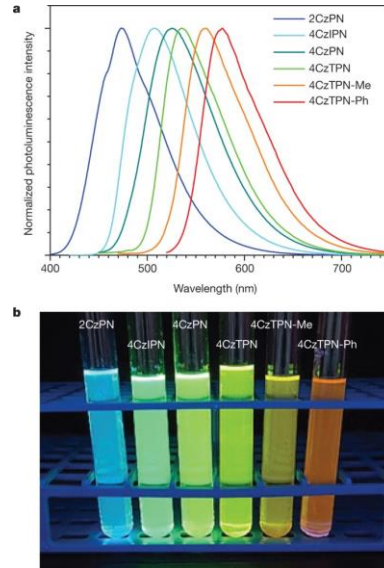 a
Normalized photoluminescence intensity
2CzPN
4CzIPN
4CzPN
4CzTPN
4CzTPN-Me
4CzTPN-Ph
400
500
600
700
Wavelength (nm)
b
2CzPN
4CzPN
4CzTPN-Me
4CzIPN
4CzTPN
4CzTPN-Ph